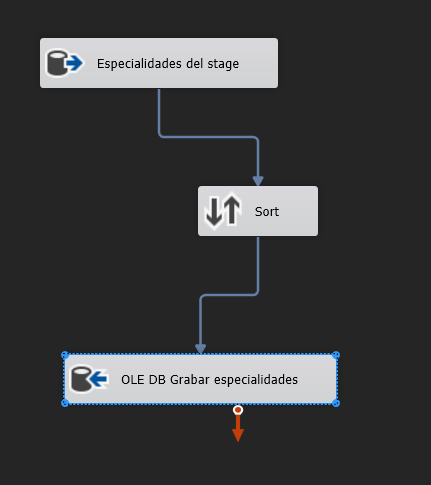 Especialidades del stage
Sort
OLE DB Grabar especialidades